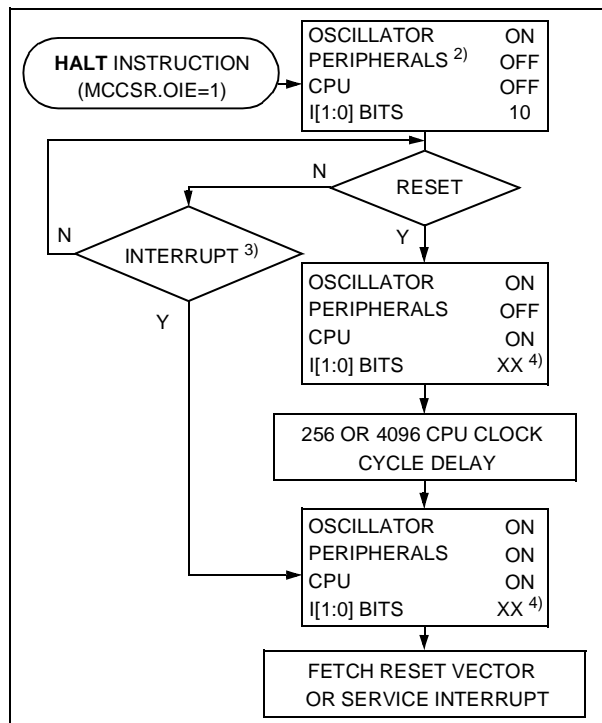 HALT INSTRUCTION
(MCCSR.OIE=1)
OSCILLATOR ON
PERIPHERALS 2) OFF
CPU OFF
I[1:0] BITS 10
RESET
N
Y
INTERRUPT 3)
N
Y
OSCILLATOR ON
PERIPHERALS OFF
CPU ON
I[1:0] BITS XX 4)
256 OR 4096 CPU CLOCK
CYCLE DELAY
OSCILLATOR ON
PERIPHERALS ON
CPU ON
I[1:0] BITS XX 4)
FETCH RESET VECTOR
OR SERVICE INTERRUPT